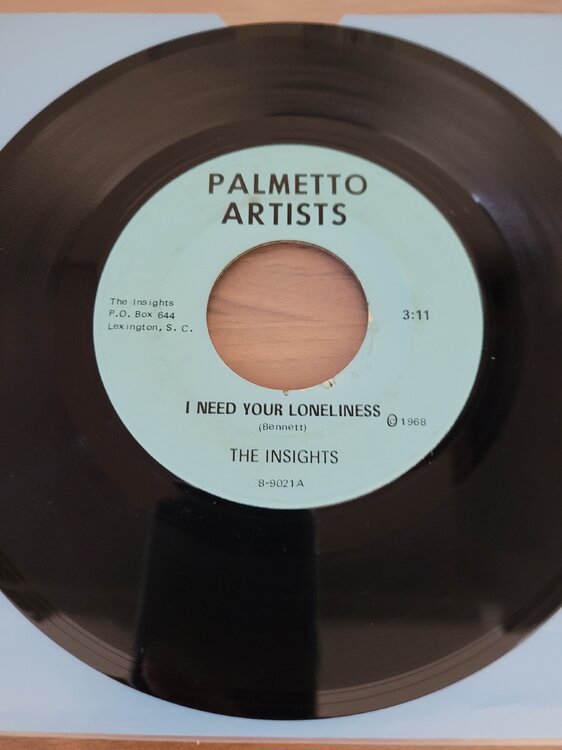 PALMETTO
ARTISTS
The Insights
P.O. Box 644
Lexington, S. C.
3:11
I NEED YOUR LONELINESS
(Bennett)
© 1968
THE INSIGHTS
8-9021A